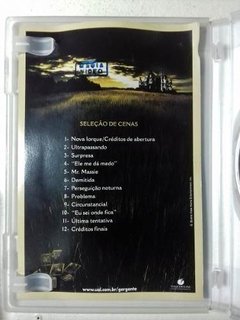 SELEÇÃO DE CENAS
1- Nova Iorque/Créditos de abertura
2- Ultrapassando
3- Surpresa
4- "Ele me dá medo"
5- Mr. Massie
6- Damitida
7- Perseguição noturna
8- Problema
9- Circunstancial
10- "Eu sei onde fica"
11- Última tentativa
12- Créditos finais
www.uol.com.br/gargante